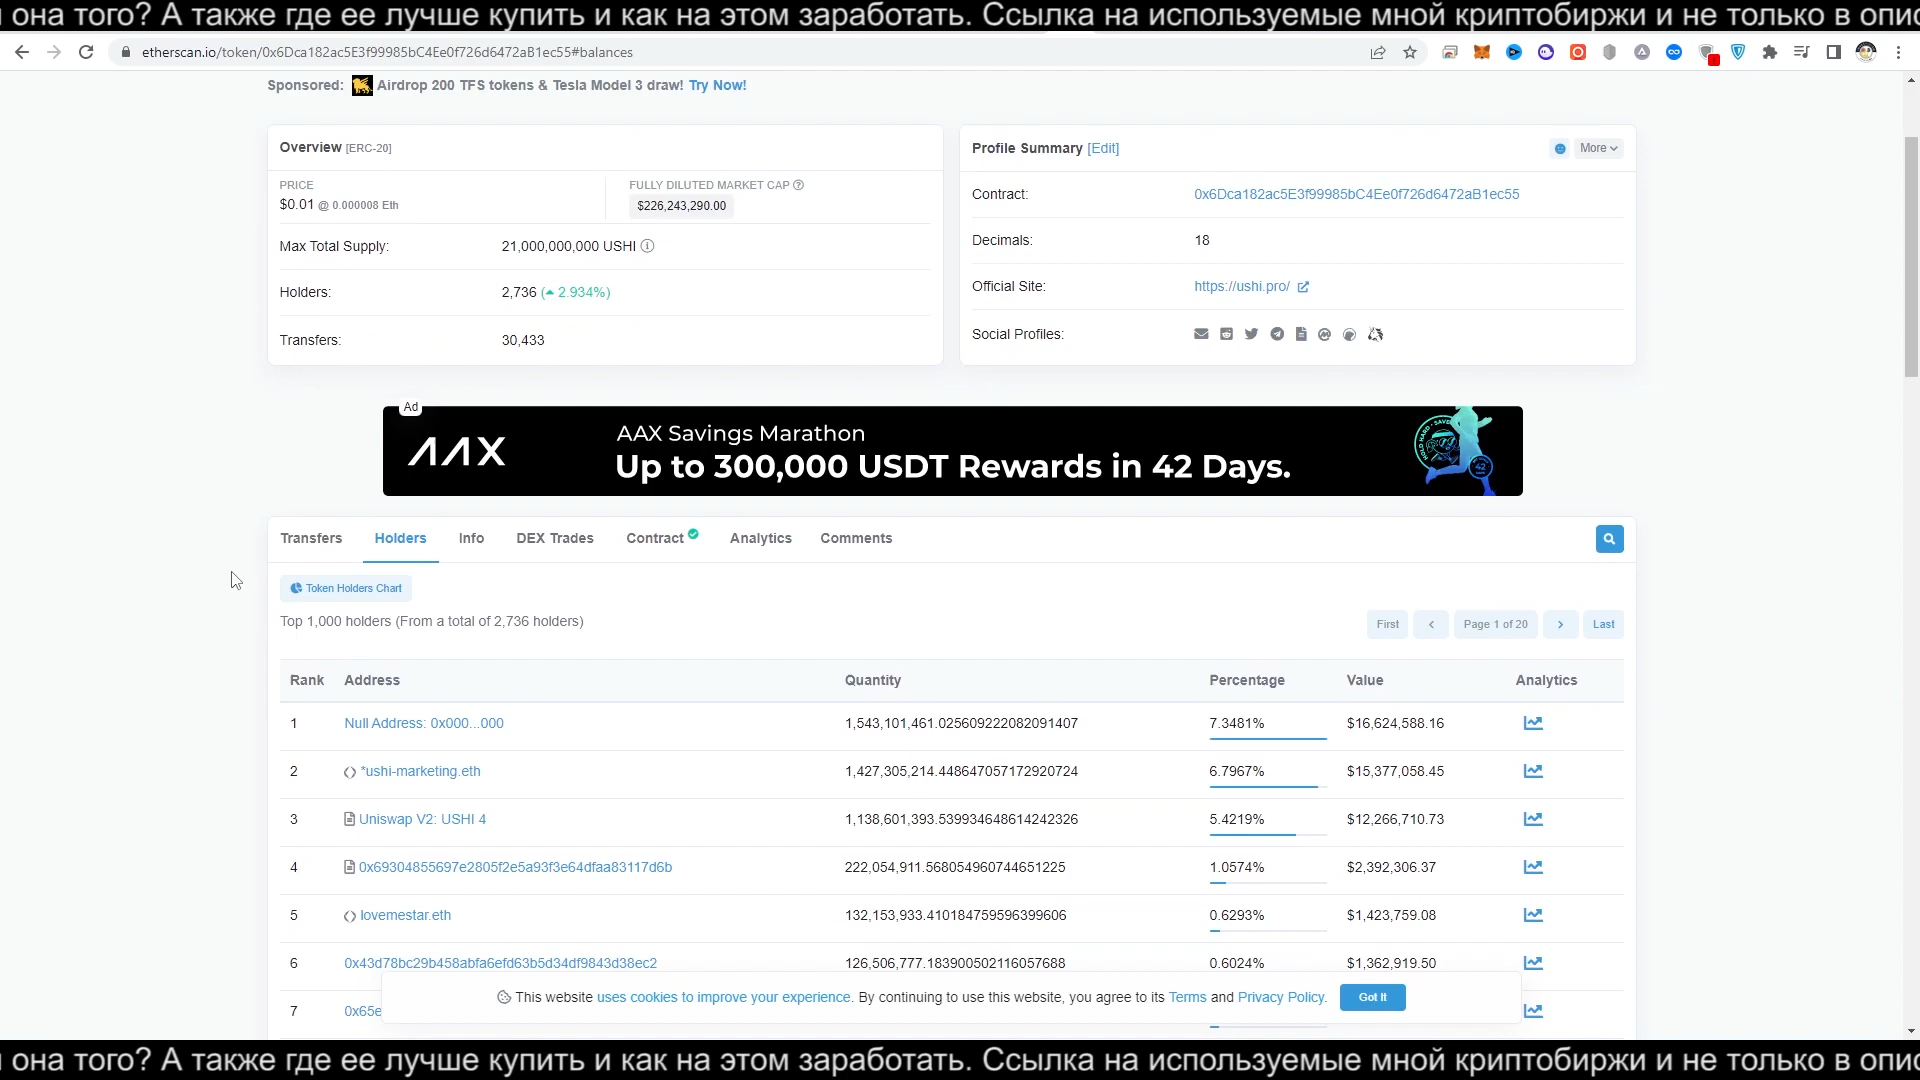 она того? А также где ее лучше купить и как на этом заработать. Ссылка на используемые мной криптобиржи и не только в опис
etherscan.io/token/0x6Dca182ac5E3f99985bC4Ee0f726d6472aB1ec55#balances
Sponsored: Airdrop 200 TFS tokens & Tesla Model 3 draw! Try Now!
Overview [ERC-20]
PRICE
$0.01 @ 0.000008 Eth
FULLY DILUTED MARKET CAP
$226,243,290.00
Max Total Supply: 21,000,000,000 USHI
Holders: 2,736 (2.934%)
Transfers: 30,433
Profile Summary [Edit] More
Contract: 0x6Dca182ac5E3f99985bC4Ee0f726d6472aB1ec55
Decimals: 18
Official Site: https://ushi.pro/
Social Profiles:
Ad
AAX
AAX Savings Marathon
Up to 300,000 USDT Rewards in 42 Days.
42
Transfers Holders Info DEX Trades Contract Analytics Comments
Token Holders Chart
Top 1,000 holders (From a total of 2,736 holders)
First < Page 1 of 20 > Last
Rank Address Quantity Percentage Value Analytics
1 Null Address: 0x000...000 1,543,101,461.025609222082091407 7.3481% $16,624,588.16
2 *ushi-marketing.eth 1,427,305,214.448647057172920724 6.7967% $15,377,058.45
3 Uniswap V2: USHI 4 1,138,601,393.539934648614242326 5.4219% $12,266,710.73
4 0x69304855697e2805f2e5a93f3e64dfaa83117d6b 222,054,911.568054960744651225 1.0574% $2,392,306.37
5 lovemestar.eth 132,153,933.410184759596399606 0.6293% $1,423,759.08
6 0x43d78bc29b458abfa6efd63b5d34df9843d38ec2 126,506,777.183900502116057688 0.6024% $1,362,919.50
7 0x65e
This website uses cookies to improve your experience. By continuing to use this website, you agree to its Terms and Privacy Policy. Got It
она того? А также где ее лучше купить и как на этом заработать. Ссылка на используемые мной криптобиржи и не только в опис